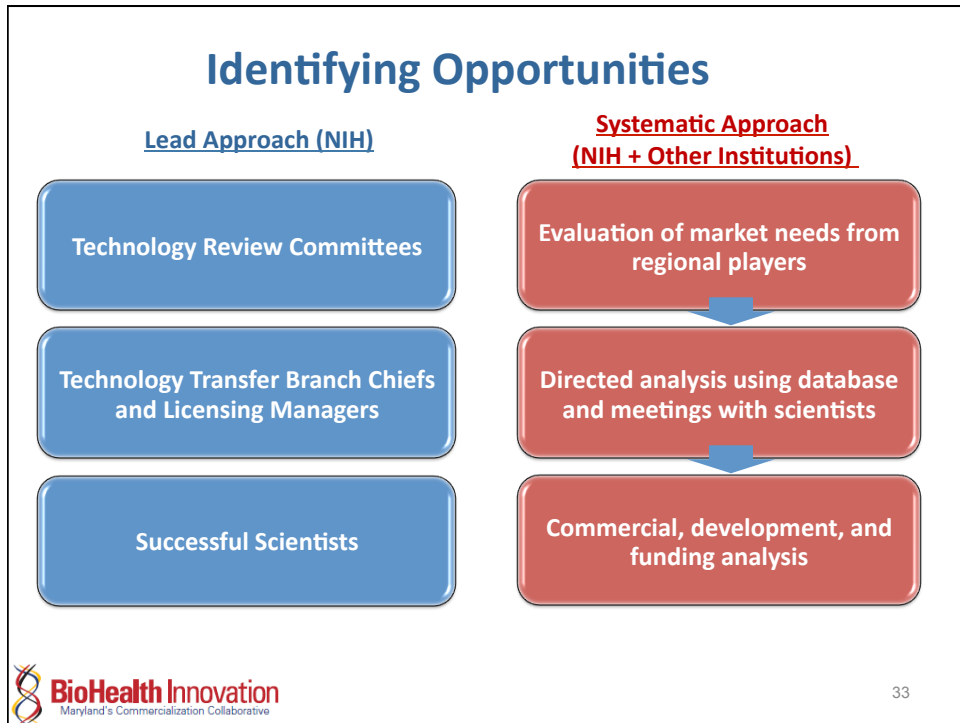 Identifying Opportunities
Lead Approach (NIH)
Technology Review Committees
Technology Transfer Branch Chiefs
and Licensing Managers
Successful Scientists
Systematic Approach
(NIH + Other Institutions)
Evaluation of market needs from
regional players
Directed analysis using database
and meetings with scientists
Commercial, development, and
funding analysis
BioHealth Innovation
Maryland's Commercialization Collaborative
33